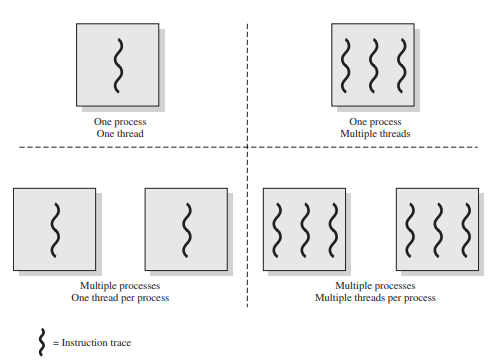 One process
One thread
One process
Multiple threads
Multiple processes
One thread per process
Multiple processes
Multiple threads per process
= Instruction trace